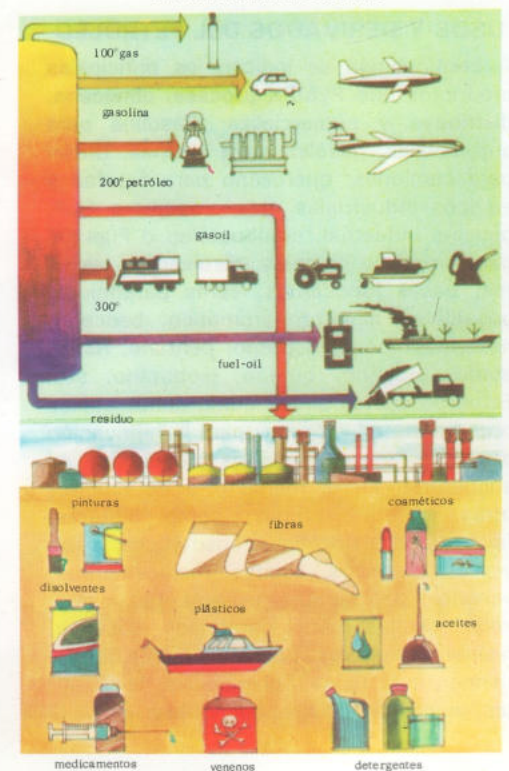 100° gas
gasolina
200° petróleo
gasoil
300°
fuel-oil
residuo
pinturas
fibras
cosméticos
disolventes
plásticos
aceites
medicamentos
venenos
detergentes